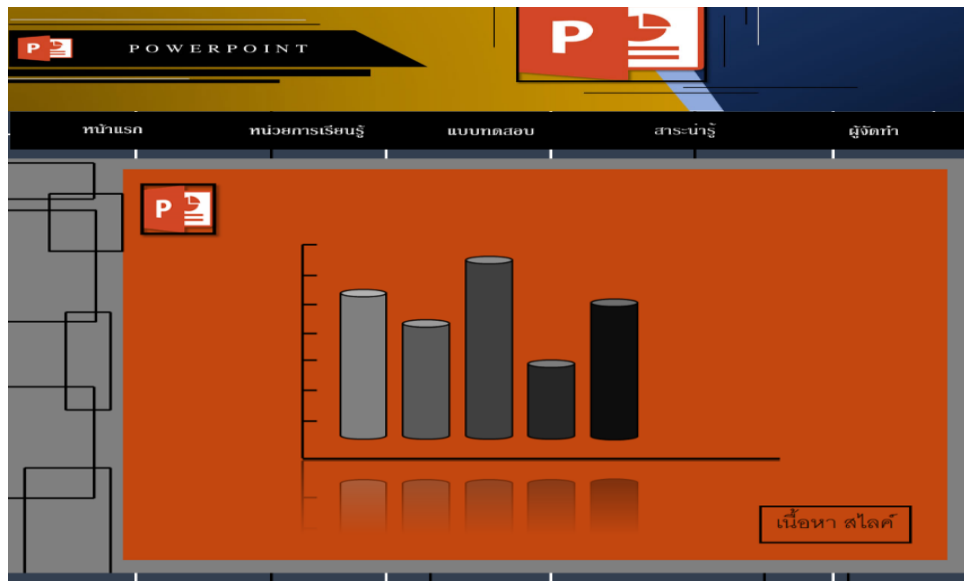 P
POWERPOINT
P
หน้าแรก
หน่วยการเรียนรู้
แบบทดสอบ
สาระน่ารู้
ผู้จัดทำ
P
เนื้อหา สไลค์